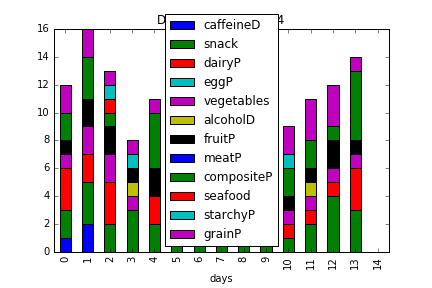 D
4
caffeineD
snack
dairyP
eggP
vegetables
alcoholD
fruitP
meatP
compositeP
seafood
starchyP
grainP
16
14
12
10
8
6
4
2
0
0 1 2 3 4 5 6 7 8 9 10 11 12 13 14
days